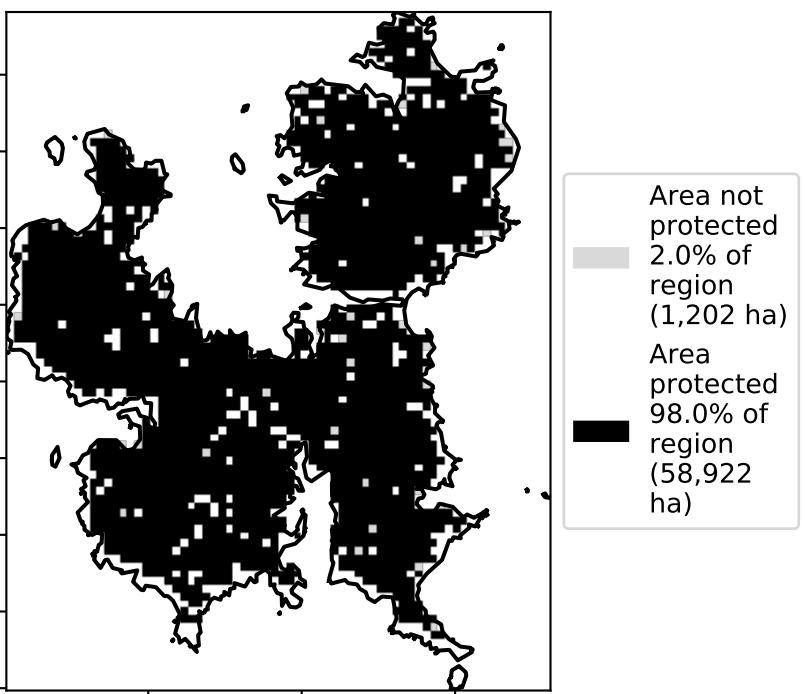 Area not
protected
2.0% of
region
(1,202 ha)
Area
protected
98.0% of
region
(58,922
ha)